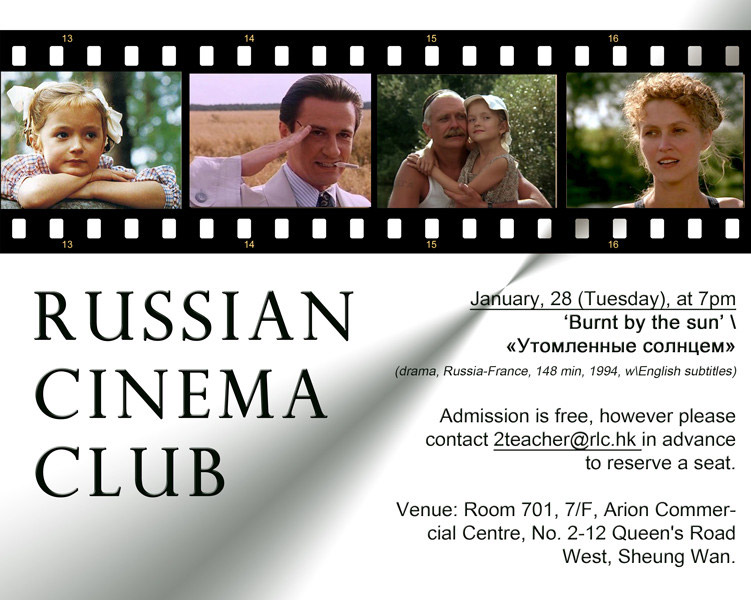 13 14 15 16
13 14 15 16
RUSSIAN
CINEMA
CLUB
January, 28 (Tuesday), at 7pm
‘Burnt by the sun’ \
«Утомленные солнцем»
(drama, Russia-France, 148 min, 1994, w\English subtitles)
Admission is free, however please
contact 2teacher@rlc.hk in advance
to reserve a seat.
Venue: Room 701, 7/F, Arion Commer-
cial Centre, No. 2-12 Queen's Road
West, Sheung Wan.